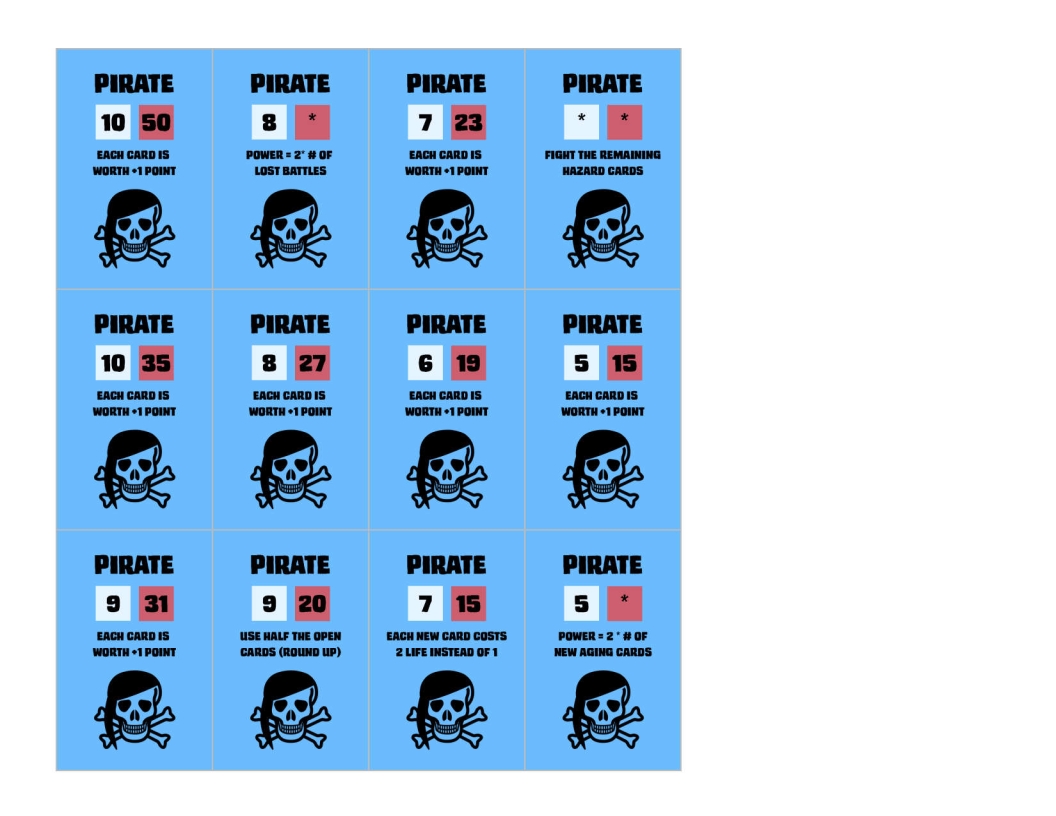 PIRATE
10 50
EACH CARD IS
WORTH +1 POINT
PIRATE
8 *
POWER = 2* # OF
LOST BATTLES
PIRATE
7 23
EACH CARD IS
WORTH +1 POINT
PIRATE
* *
FIGHT THE REMAINING
HAZARD CARDS
PIRATE
10 35
EACH CARD IS
WORTH +1 POINT
PIRATE
8 27
EACH CARD IS
WORTH +1 POINT
PIRATE
6 19
EACH CARD IS
WORTH +1 POINT
PIRATE
5 15
EACH CARD IS
WORTH +1 POINT
PIRATE
9 31
EACH CARD IS
WORTH +1 POINT
PIRATE
9 20
USE HALF THE OPEN
CARDS (ROUND UP)
PIRATE
7 15
EACH NEW CARD COSTS
2 LIFE INSTEAD OF 1
PIRATE
5 *
POWER = 2 * # OF
NEW AGING CARDS